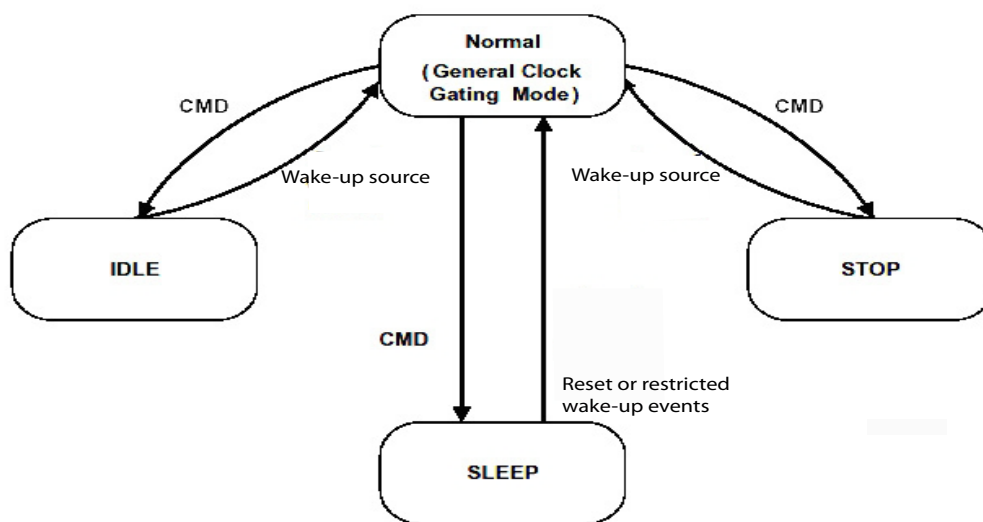 Normal
( General Clock
Gating Mode )
CMD
CMD
Wake-up source
Wake-up source
IDLE
STOP
CMD
Reset or restricted
wake-up events
SLEEP